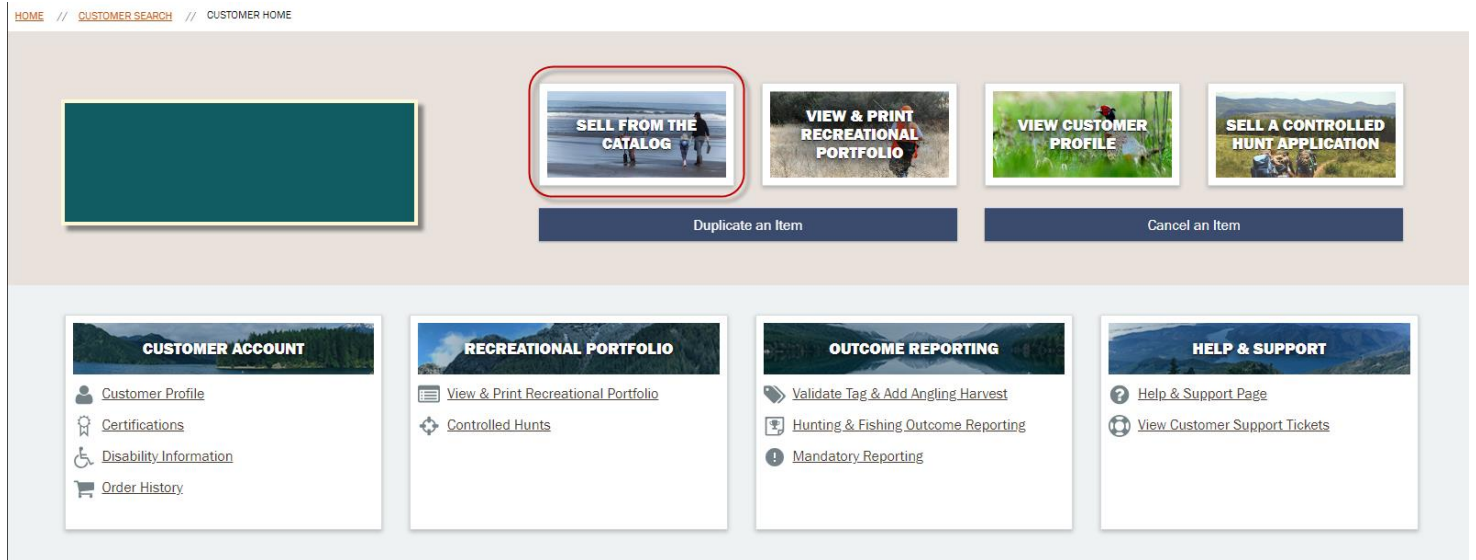 HOME // CUSTOMER SEARCH // CUSTOMER HOME
SELL FROM THE
CATALOG
VIEW & PRINT
RECREATIONAL
PORTFOLIO
VIEW CUSTOMER
PROFILE
SELL A CONTROLLED
HUNT APPLICATION
Duplicate an Item
Cancel an Item
CUSTOMER ACCOUNT
Customer Profile
Certifications
Disability Information
Order History
RECREATIONAL PORTFOLIO
View & Print Recreational Portfolio
Controlled Hunts
OUTCOME REPORTING
Validate Tag & Add Angling Harvest
Hunting & Fishing Outcome Reporting
Mandatory Reporting
HELP & SUPPORT
Help & Support Page
View Customer Support Tickets